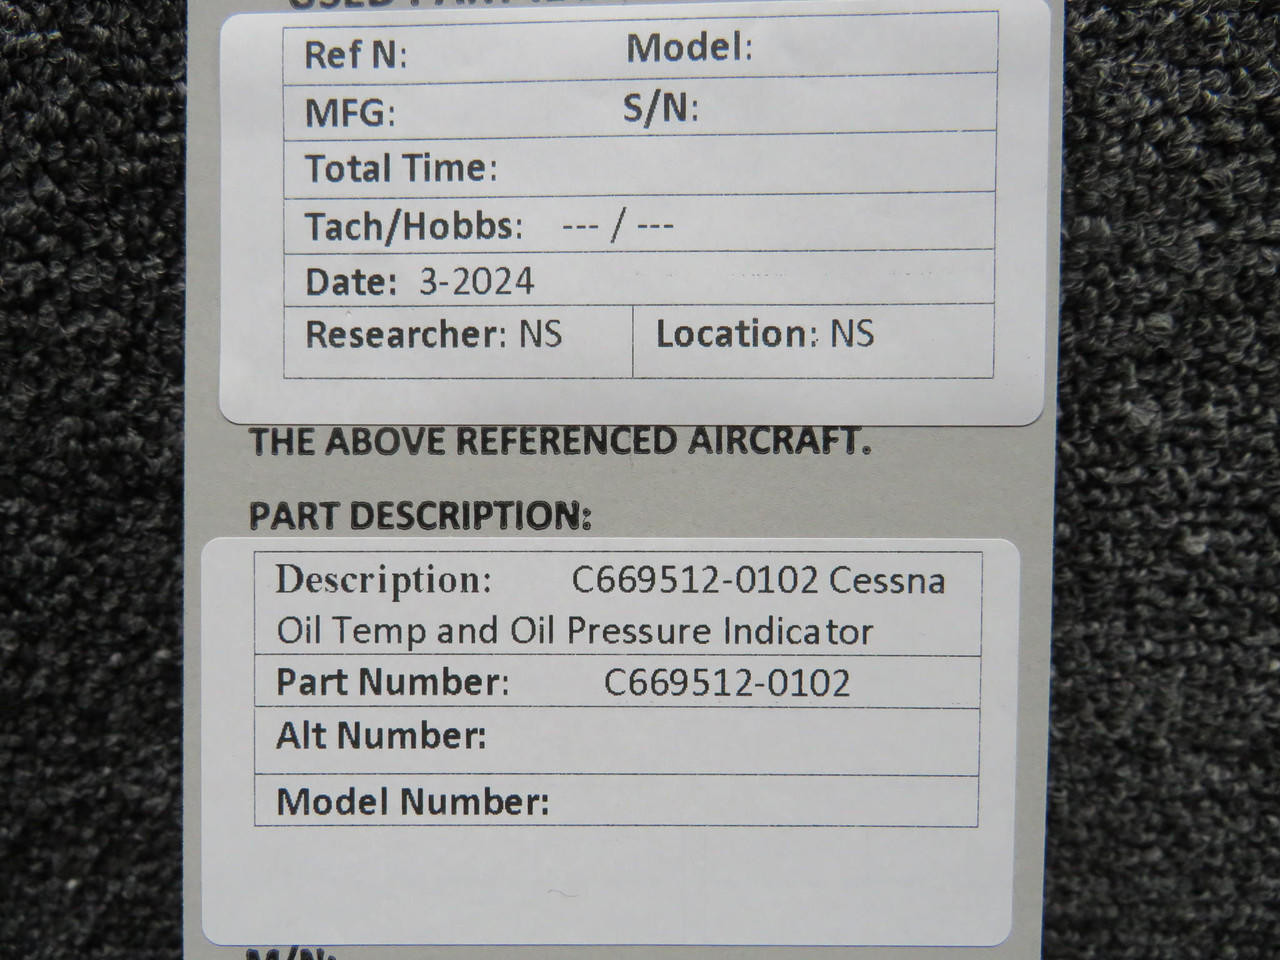 USED PART
Ref N: Model:
MFG: S/N:
Total Time:
Tach/Hobbs: --- / ---
Date: 3-2024
Researcher: NS Location: NS
THE ABOVE REFERENCED AIRCRAFT.
PART DESCRIPTION:
Description: C669512-0102 Cessna
Oil Temp and Oil Pressure Indicator
Part Number: C669512-0102
Alt Number:
Model Number:
M/N: